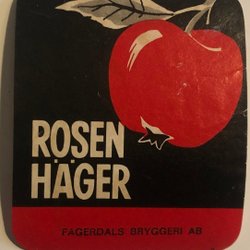 ROSEN
HÄGER
FAGERDALS BRYGGERI AB